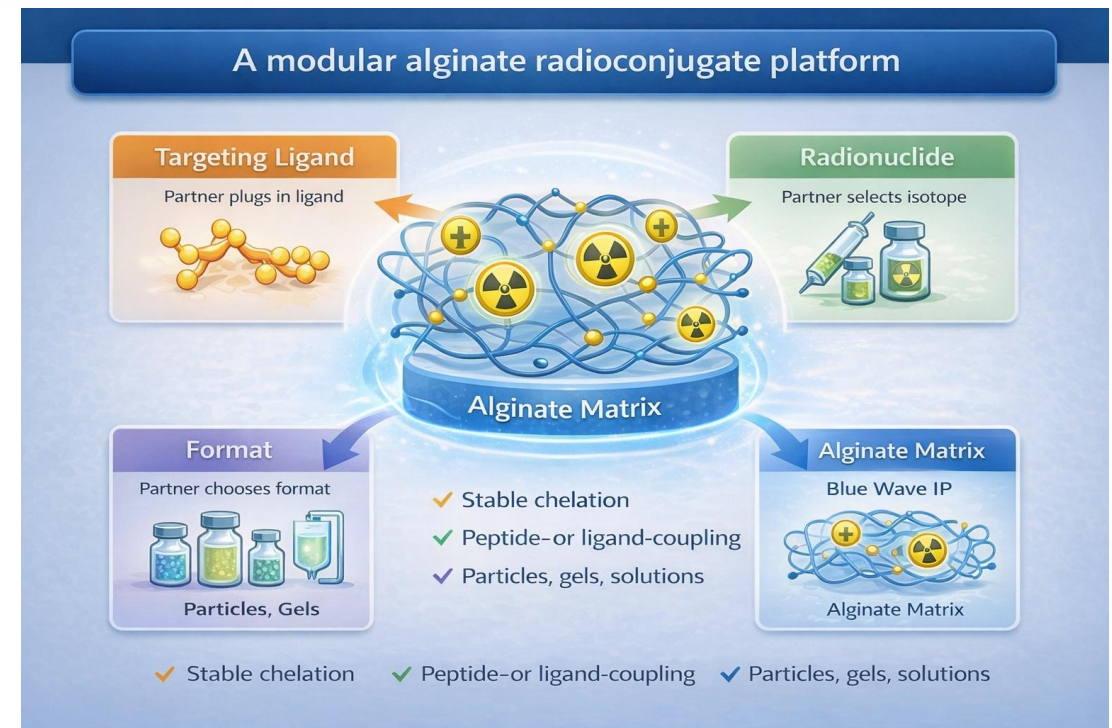 A modular alginate radioconjugate platform
Targeting Ligand
Partner plugs in ligand
Radionuclide
Partner selects isotope
Alginate Matrix
Format
Partner chooses format
Particles, Gels
Stable chelation
Peptide-or ligand-coupling
Particles, gels, solutions
Alginate Matrix
Blue Wave IP
Alginate Matrix
Stable chelation
Peptide-or ligand-coupling
Particles, gels, solutions